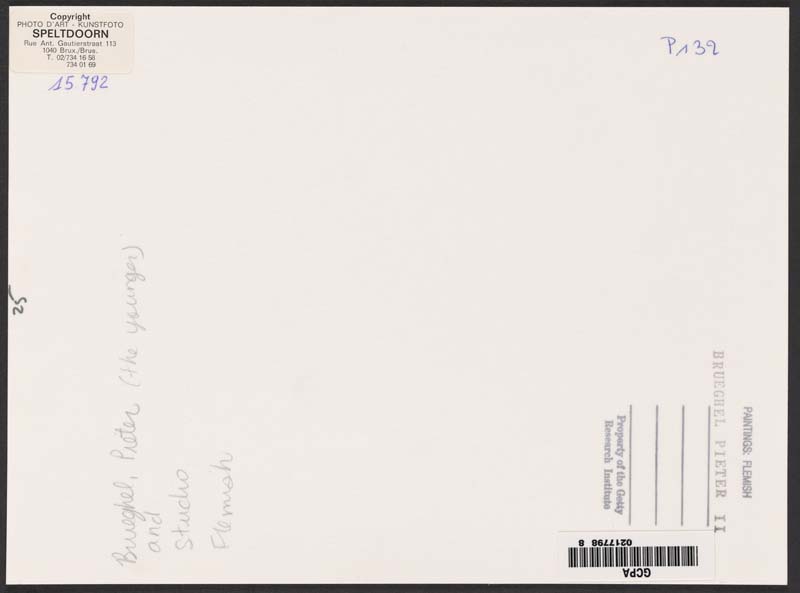 Copyright
PHOTO D'ART - KUNSTFOTO
SPELTDOORN
Rue Ant. Gautierstraat 113
1040 Brux./Brus.
T. 02/734 16 56
734 01 69
15792
P132
25
Brueghel, Pieter (the younger)
and
Studio
Flemish
PAINTINGS: FLEMISH
BRUEGHEL PIETER II
Property of the Getty
Research Institute
GCPA
0217798 8